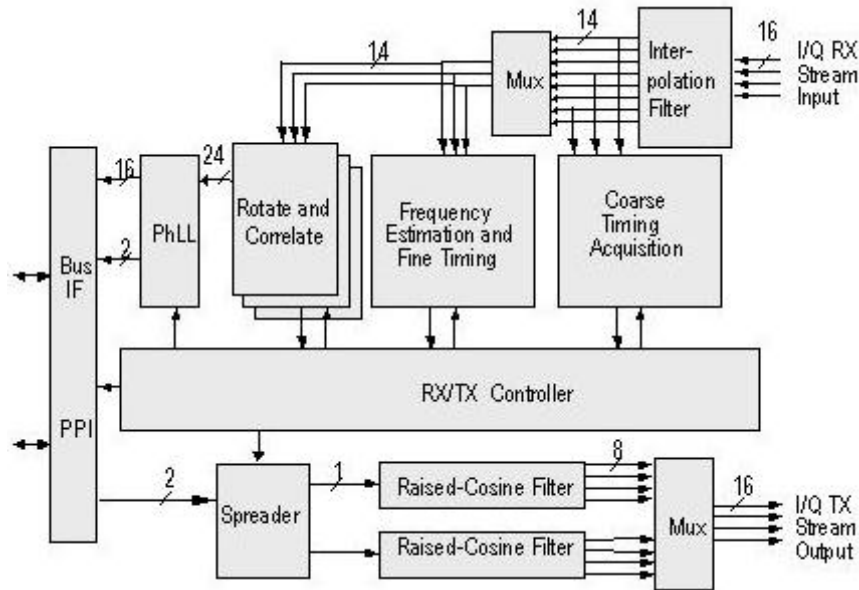 14
14
16
I/Q RX
Stream
Input
Mux
Inter-
polation
Filter
16
24
2
PhLL
Rotate and
Correlate
Frequency
Estimation and
Fine Timing
Coarse
Timing
Acquisition
Bus
IF
PPI
RX/TX Controller
2
Spreader
1
Raised-Cosine Filter
8
Raised-Cosine Filter
Mux
16
I/Q TX
Stream
Output